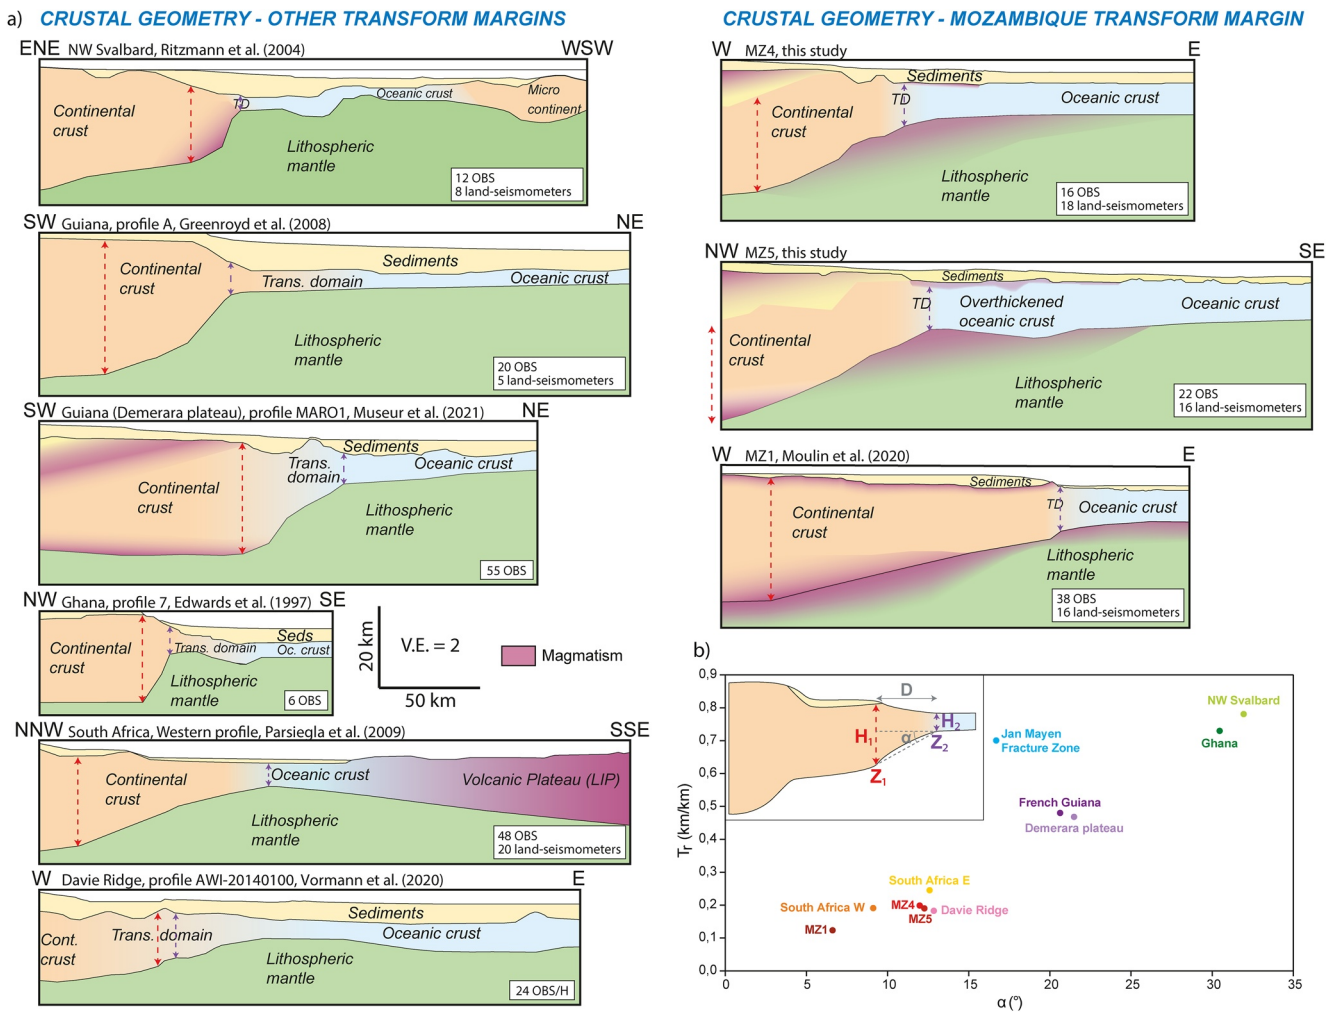 a)
CRUSTAL GEOMETRY - OTHER TRANSFORM MARGINS
ENE NW Svalbard, Ritzmann et al. (2004) WSW
Continental
crust
TD
Oceanic crust
Micro
continent
Lithospheric
mantle
12 OBS
8 land-seismometers
SW Guiana, profile A, Greenroyd et al. (2008) NE
Continental
crust
Sediments
Trans. domain
Oceanic crust
Lithospheric
mantle
20 OBS
5 land-seismometers
SW Guiana (Demerara plateau), profile MARO1, Museur et al. (2021) NE
Sediments
Trans.
domain
Oceanic crust
Continental
crust
Lithospheric
mantle
55 OBS
NW Ghana, profile 7, Edwards et al. (1997) SE
Continental
crust
Seds
Trans. domain
Oc. crust
Lithospheric
mantle
6 OBS
20 km
V.E. = 2
50 km
Magmatism
NNW South Africa, Western profile, Parsiegla et al. (2009) SSE
Continental
crust
Oceanic crust
Volcanic Plateau (LIP)
Lithospheric
mantle
48 OBS
20 land-seismometers
W Davie Ridge, profile AWI-20140100, Vormann et al. (2020) E
Cont.
crust
Trans. domain
Sediments
Oceanic crust
Lithospheric
mantle
24 OBS/H
CRUSTAL GEOMETRY - MOZAMBIQUE TRANSFORM MARGIN
W MZ4, this study E
Sediments
TD
Oceanic crust
Continental
crust
Lithospheric
mantle
16 OBS
18 land-seismometers
NW MZ5, this study SE
Sediments
TD
Overthickened
oceanic crust
Oceanic crust
Continental
crust
Lithospheric
mantle
22 OBS
16 land-seismometers
W MZ1, Moulin et al. (2020) E
Sediments
TD
Oceanic crust
Continental
crust
Lithospheric
mantle
38 OBS
16 land-seismometers
b)
Tr (km/km)
0,9
0,8
0,7
0,6
0,5
0,4
0,3
0,2
0,1
0,0
D
H1
H2
α
Z2
Z1
NW Svalbard
Ghana
Jan Mayen
Fracture Zone
French Guiana
Demerara plateau
South Africa E
South Africa W
MZ4
MZ5
Davie Ridge
MZ1
0 5 10 15 20 25 30 35
α (°)